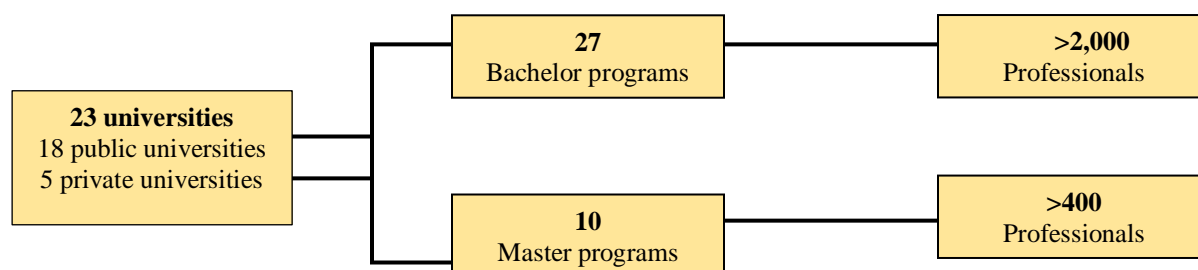 23 universities
18 public universities
5 private universities
27
Bachelor programs
>2,000
Professionals
10
Master programs
>400
Professionals